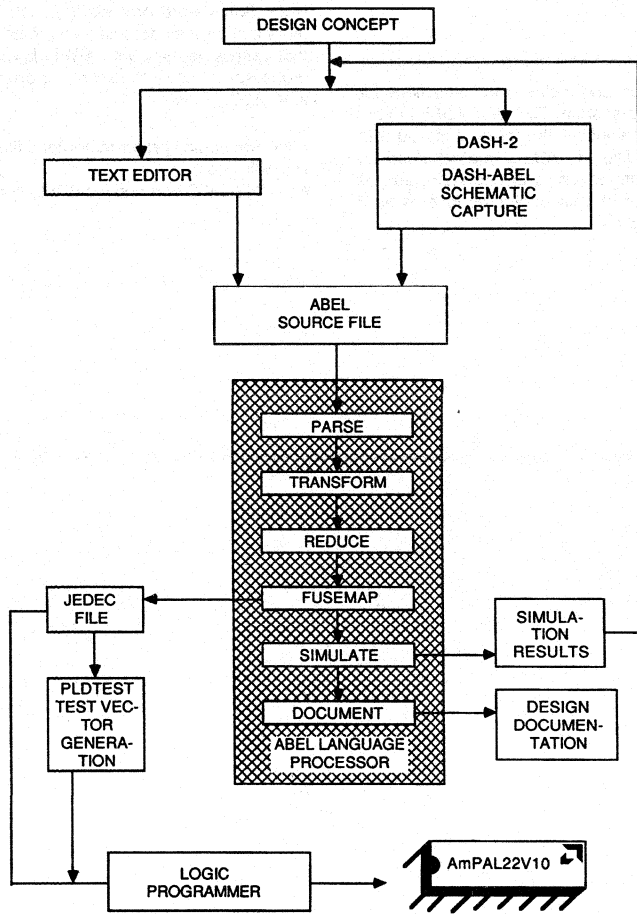 DESIGN CONCEPT
TEXT EDITOR
DASH-2
DASH-ABEL
SCHEMATIC
CAPTURE
ABEL
SOURCE FILE
PARSE
TRANSFORM
REDUCE
FUSEMAP
JEDEC
FILE
SIMULATE
SIMULA-
TION
RESULTS
PLDTEST
TEST VEC-
TOR
GENERA-
TION
DOCUMENT
DESIGN
DOCUMEN-
TATION
ABEL LANGUAGE
PROCESSOR
LOGIC
PROGRAMMER
AmPAL22V10